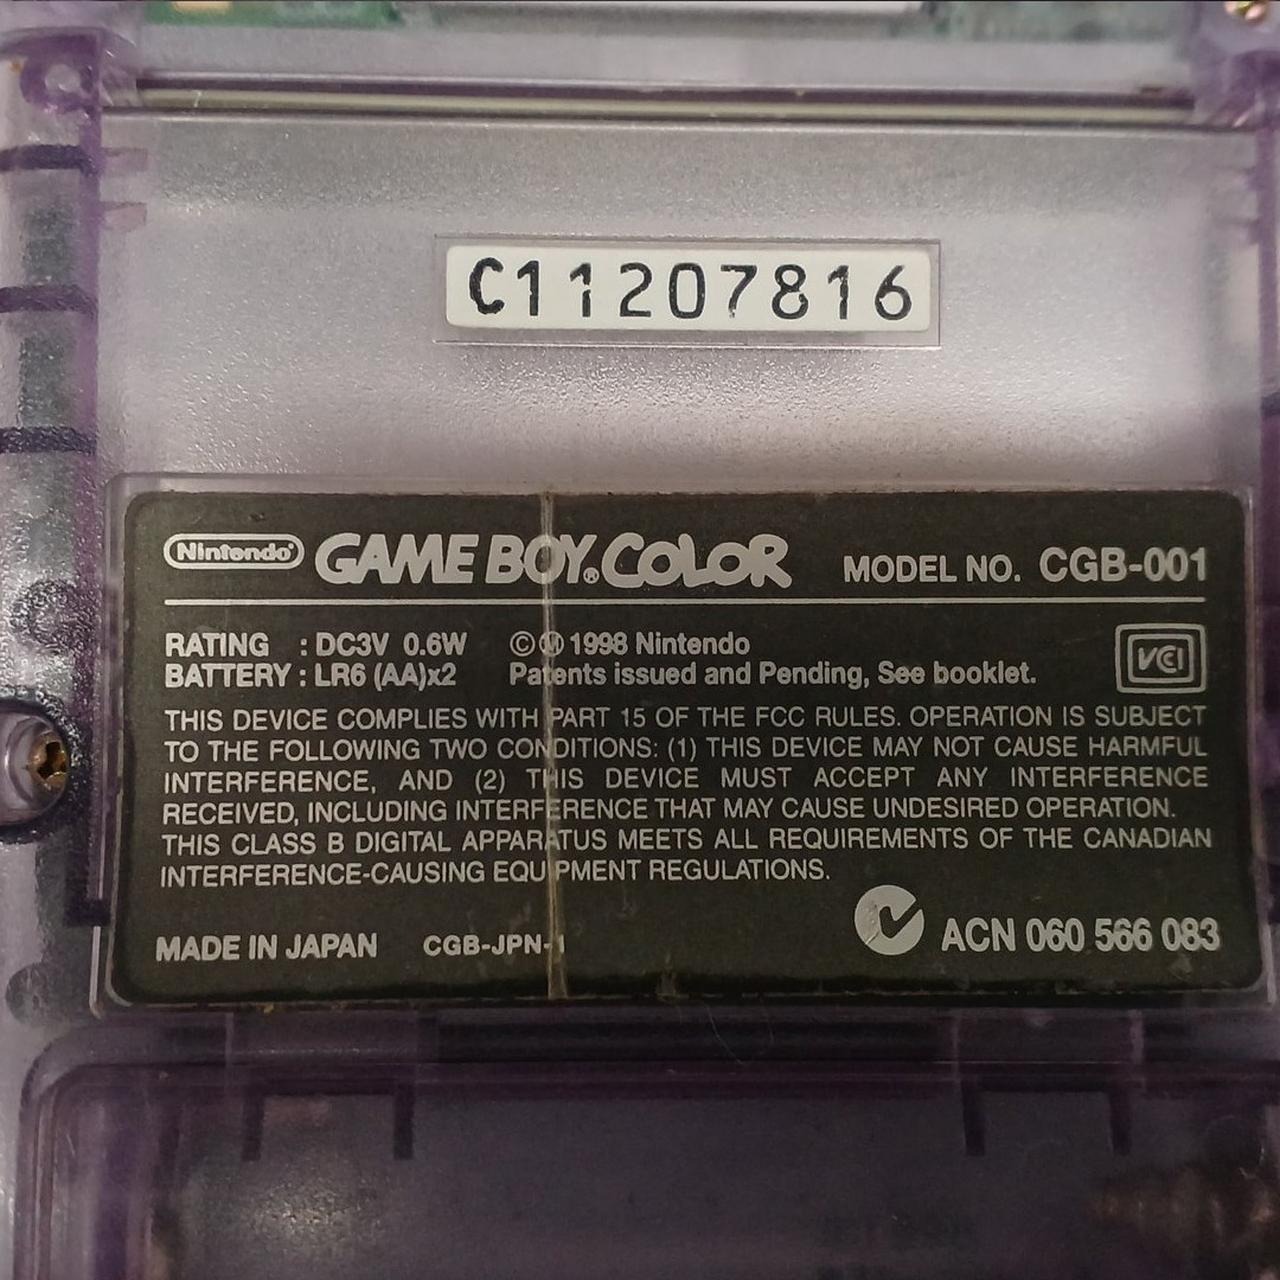 C11207816
Nintendo® GAME BOY® COLOR MODEL NO. CGB-001
RATING : DC3V 0.6W © Ⓜ 1998 Nintendo
BATTERY : LR6 (AA)x2 Patents issued and Pending, See booklet.
VCI
THIS DEVICE COMPLIES WITH PART 15 OF THE FCC RULES. OPERATION IS SUBJECT
TO THE FOLLOWING TWO CONDITIONS: (1) THIS DEVICE MAY NOT CAUSE HARMFUL
INTERFERENCE, AND (2) THIS DEVICE MUST ACCEPT ANY INTERFERENCE
RECEIVED, INCLUDING INTERFERENCE THAT MAY CAUSE UNDESIRED OPERATION.
THIS CLASS B DIGITAL APPARATUS MEETS ALL REQUIREMENTS OF THE CANADIAN
INTERFERENCE-CAUSING EQUIPMENT REGULATIONS.
MADE IN JAPAN CGB-JPN-1 ACN 060 566 083